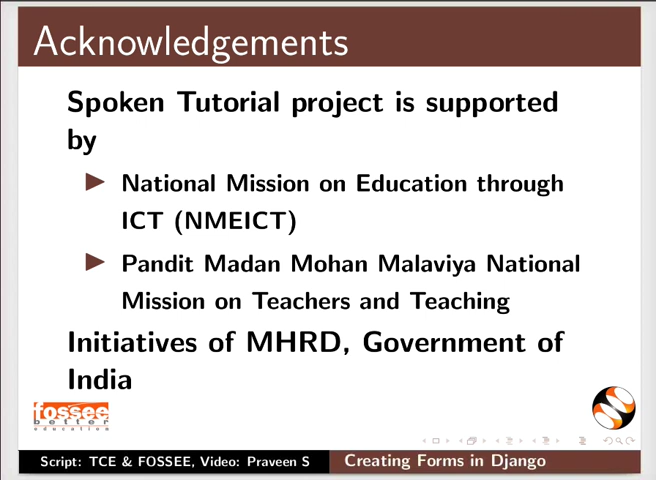 Acknowledgements
Spoken Tutorial project is supported
by
National Mission on Education through
ICT (NMEICT)
Pandit Madan Mohan Malaviya National
Mission on Teachers and Teaching
Initiatives of MHRD, Government of
India
fossee
better
education
Script: TCE & FOSSEE, Video: Praveen S
Creating Forms in Django